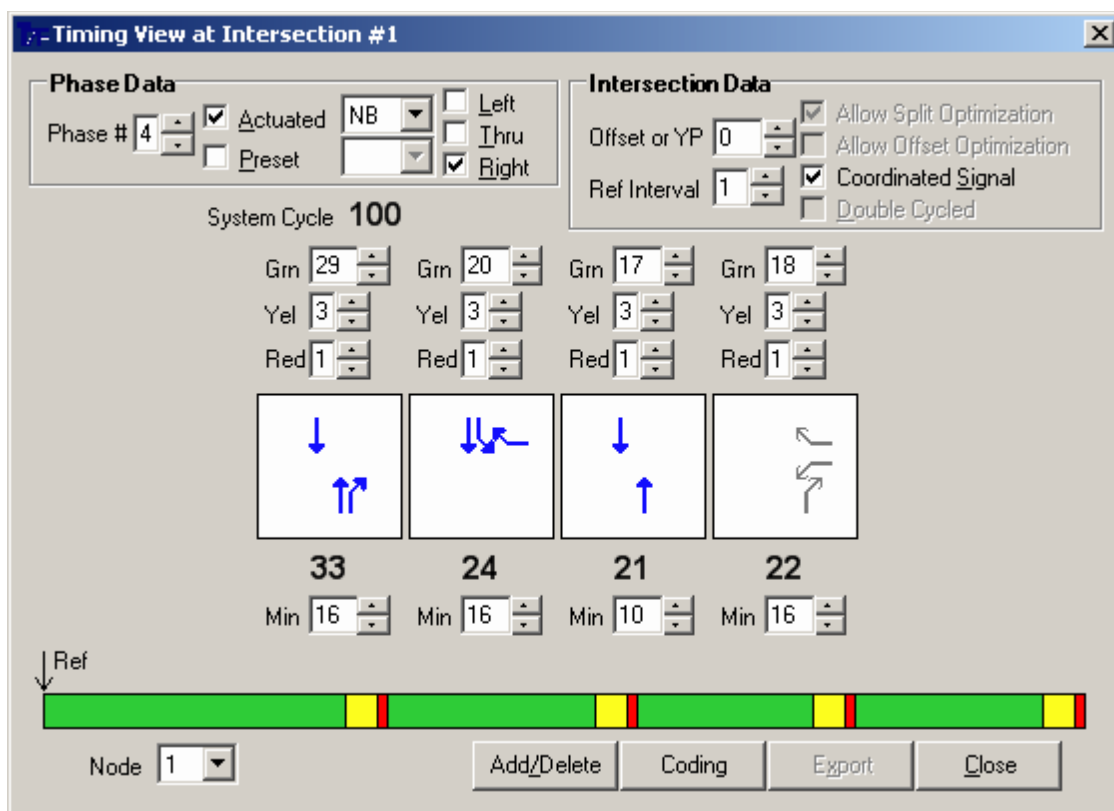 Timing View at Intersection #1
Phase Data
Phase # 4
Actuated
Preset
NB
Left
Thru
Right
Intersection Data
Offset or YP 0
Ref Interval 1
Allow Split Optimization
Allow Offset Optimization
Coordinated Signal
Double Cycled
System Cycle 100
Grn 29 Grn 20 Grn 17 Grn 18
Yel 3 Yel 3 Yel 3 Yel 3
Red 1 Red 1 Red 1 Red 1
33 24 21 22
Min 16 Min 16 Min 10 Min 16
Ref
Node 1 Add/Delete Coding Export Close